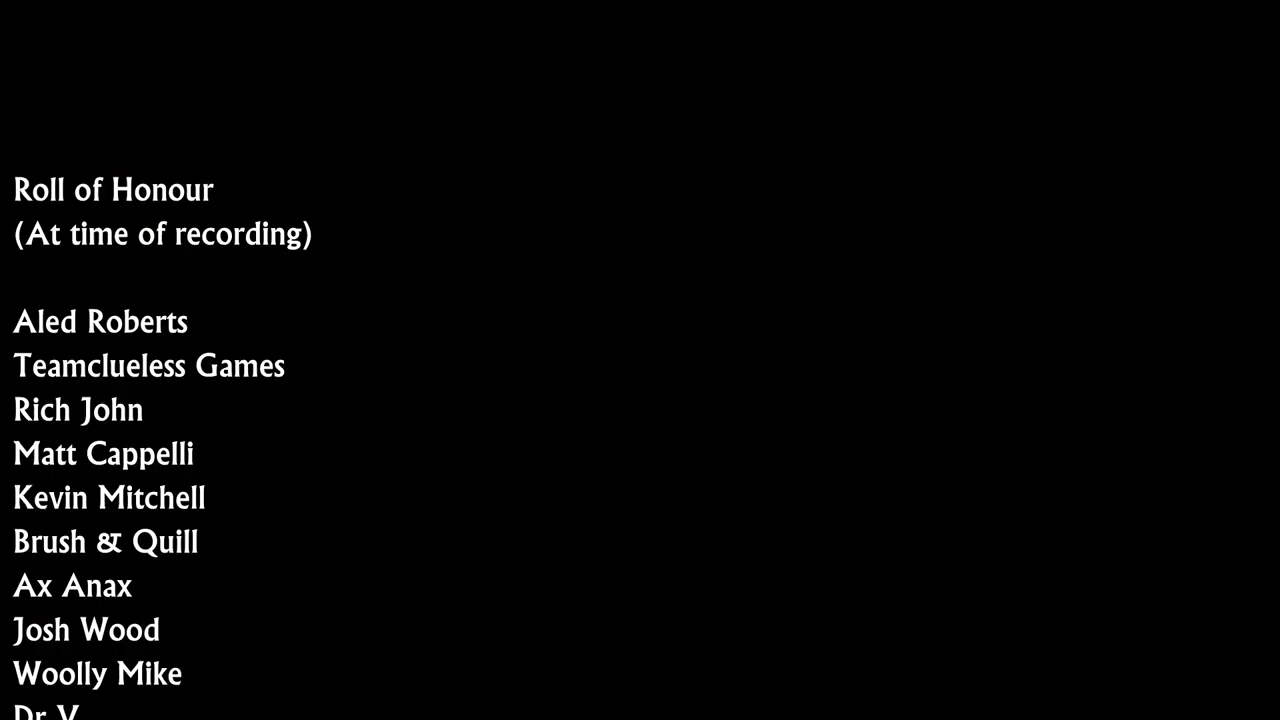 Roll of Honour
(At time of recording)
Aled Roberts
Teamclueless Games
Rich John
Matt Cappelli
Kevin Mitchell
Brush & Quill
Ax Anax
Josh Wood
Woolly Mike
Dr V